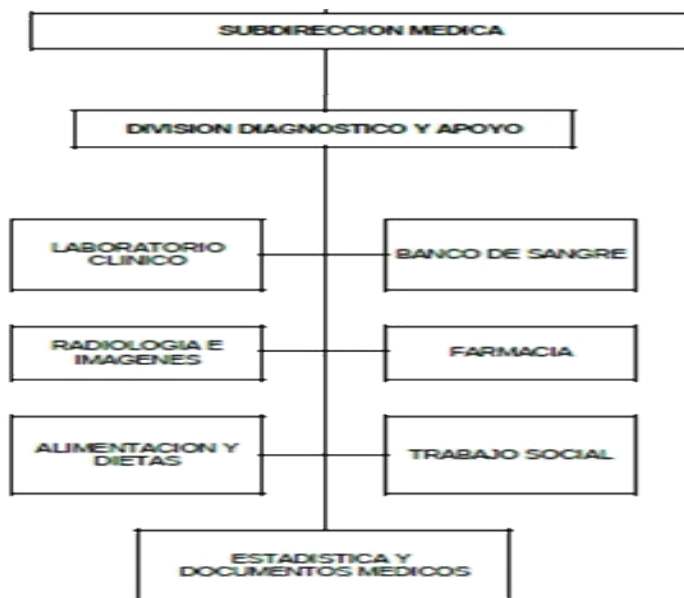 SUBDIRECCION MEDICA
DIVISION DIAGNOSTICO Y APOYO
LABORATORIO
CLINICO
BANCO DE SANGRE
RADIOLOGIA E
IMAGENES
FARMACIA
ALIMENTACION Y
DIETAS
TRABAJO SOCIAL
ESTADISTICA Y
DOCUMENTOS MEDICOS